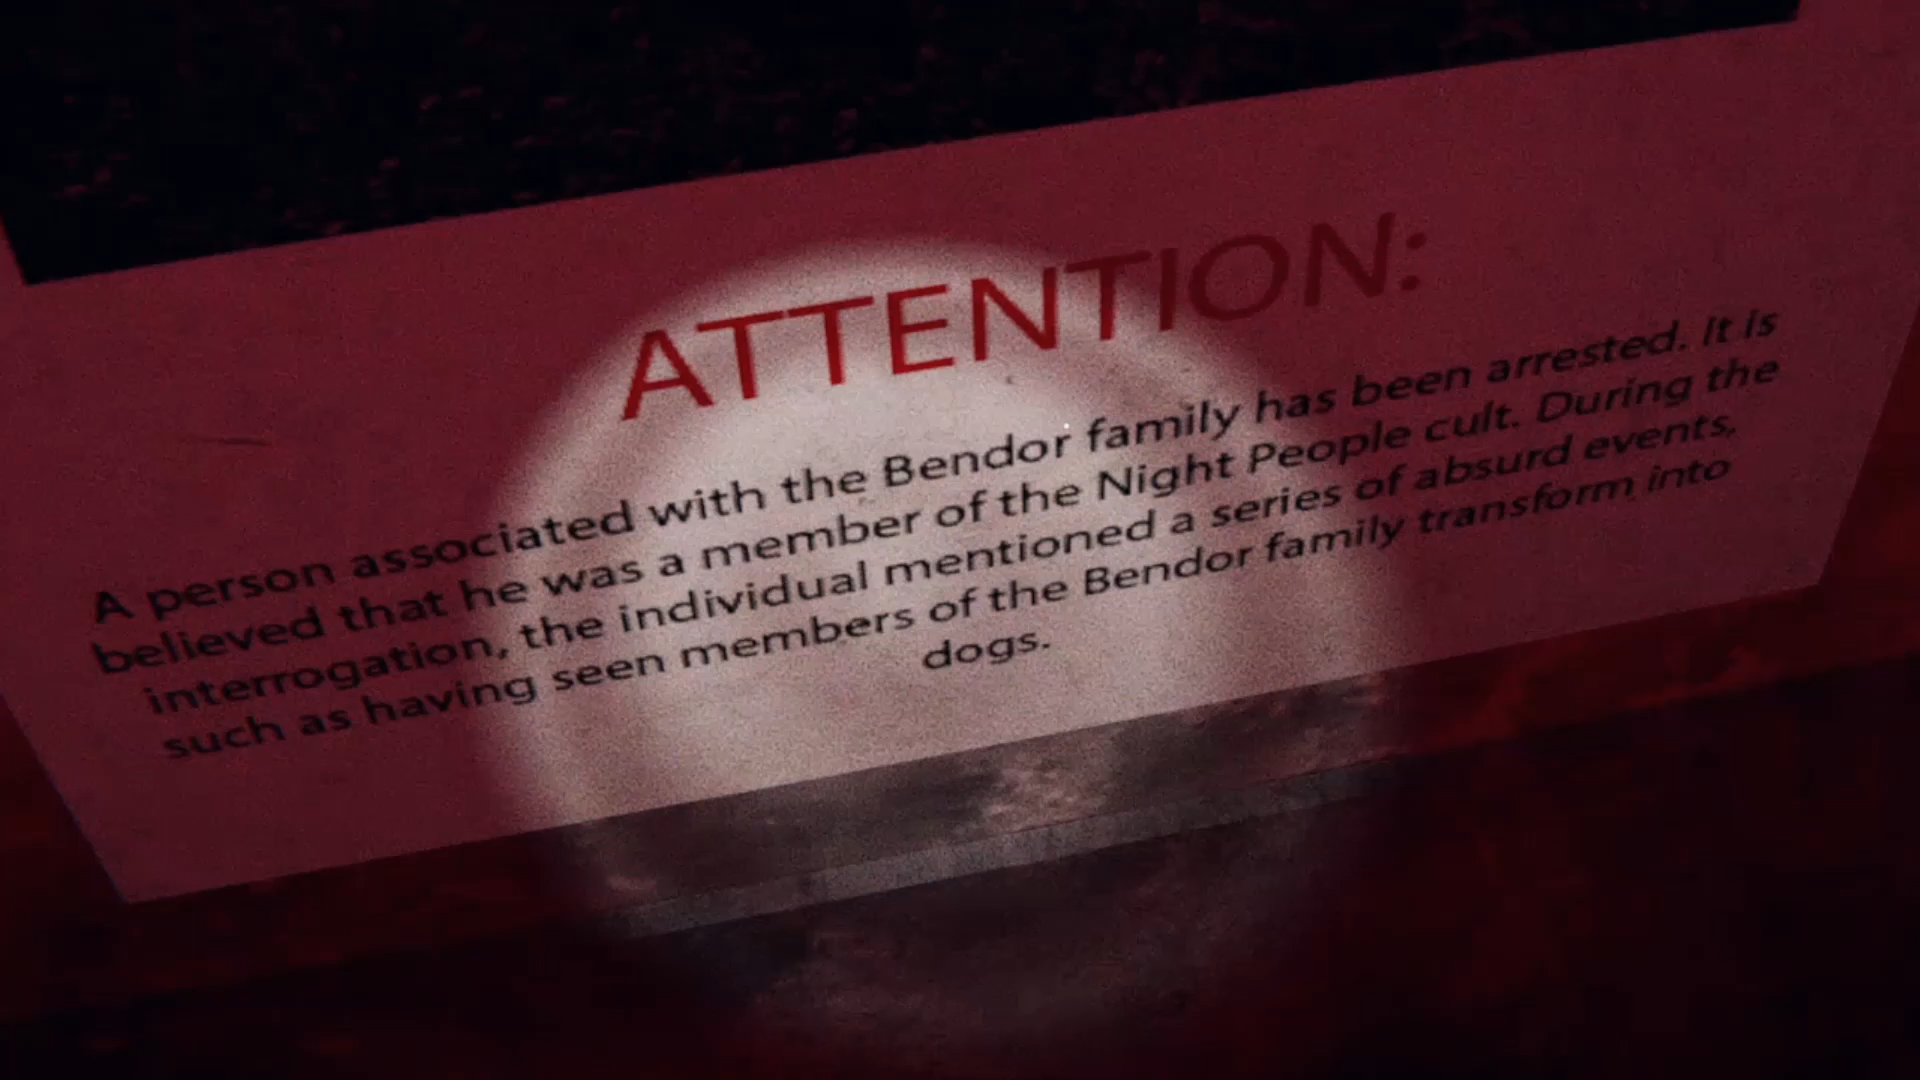 ATTENTION:
A person associated with the Bendor family has been arrested. It is
believed that he was a member of the Night People cult. During the
interrogation, the individual mentioned a series of absurd events,
such as having seen members of the Bendor family transform into
dogs.